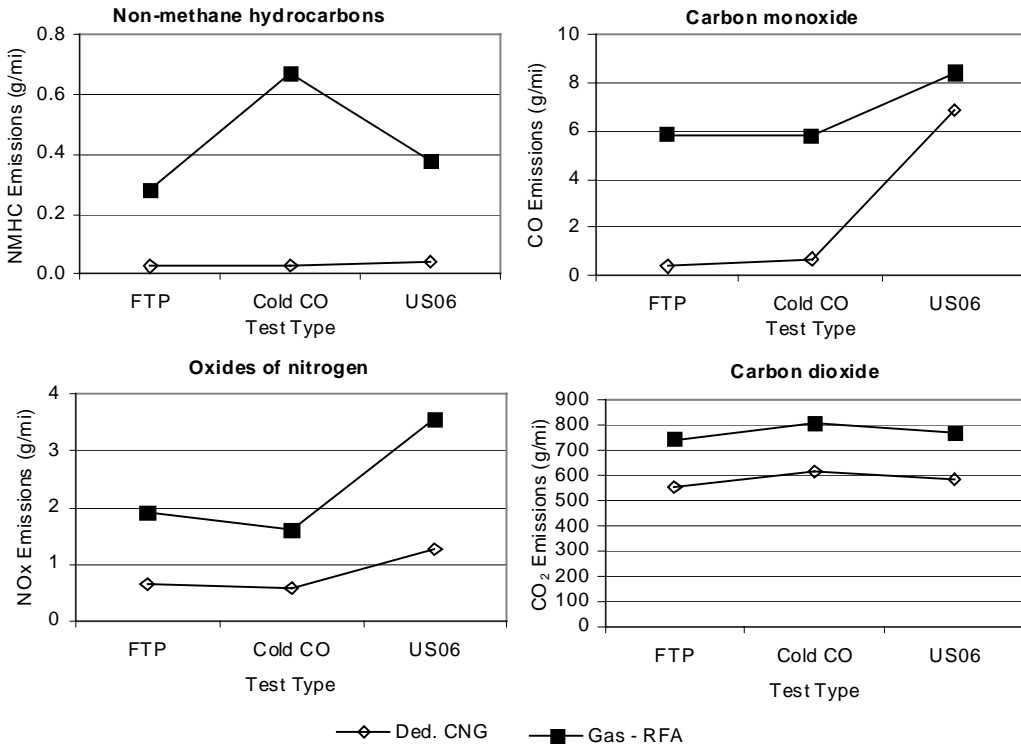 Non-methane hydrocarbons
NMHC Emissions (g/mi)
0.8
0.6
0.4
0.2
0.0
FTP Cold CO US06
Test Type
Carbon monoxide
CO Emissions (g/mi)
10
8
6
4
2
0
FTP Cold CO US06
Test Type
Oxides of nitrogen
NOx Emissions (g/mi)
4
3
2
1
0
FTP Cold CO US06
Test Type
Carbon dioxide
CO₂ Emissions (g/mi)
900
800
700
600
500
400
300
200
100
0
FTP Cold CO US06
Test Type
Ded. CNG Gas - RFA